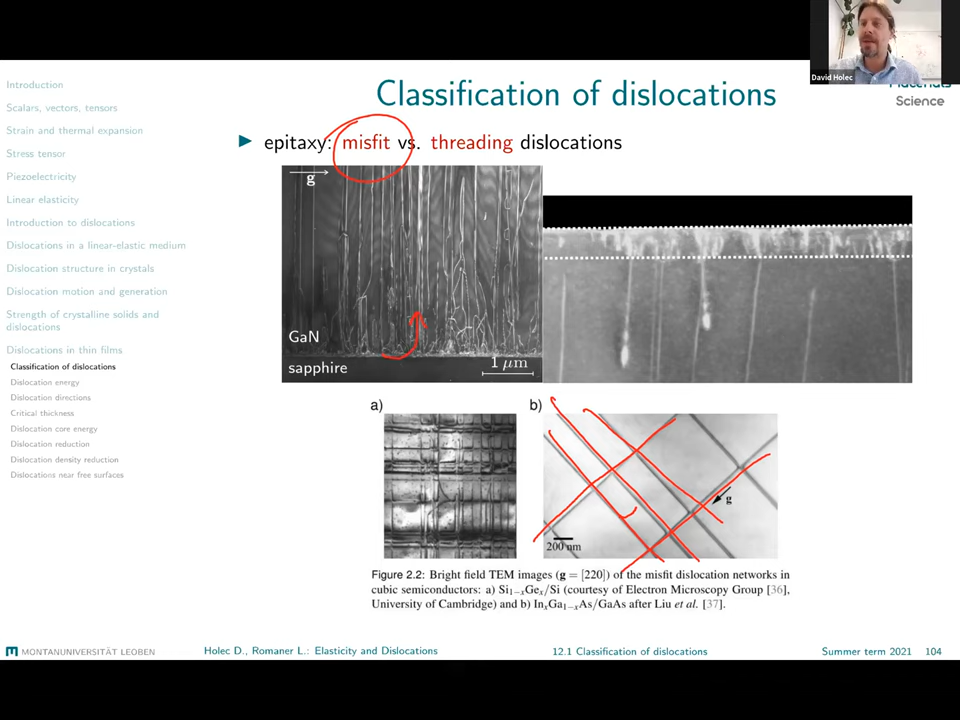 David Holec
Materials
Science
Introduction
Scalars, vectors, tensors
Strain and thermal expansion
Stress tensor
Piezoelectricity
Linear elasticity
Introduction to dislocations
Dislocations in a linear-elastic medium
Dislocation structure in crystals
Dislocation motion and generation
Strength of crystalline solids and
dislocations
Dislocations in thin films
Classification of dislocations
Dislocation energy
Dislocation directions
Critical thickness
Dislocation core energy
Dislocation reduction
Dislocation density reduction
Dislocations near free surfaces
Classification of dislocations
▶ epitaxy: misfit vs. threading dislocations
g
GaN
sapphire
1 μm
a)
b)
g
200 nm
Figure 2.2: Bright field TEM images (g = [220]) of the misfit dislocation networks in
cubic semiconductors: a) Si₁₋ₓGeₓ/Si (courtesy of Electron Microscopy Group [36],
University of Cambridge) and b) InₓGa₁₋ₓAs/GaAs after Liu et al. [37].
MONTANUNIVERSITÄT LEOBEN
Holec D., Romaner L.: Elasticity and Dislocations
12.1 Classification of dislocations
Summer term 2021 104